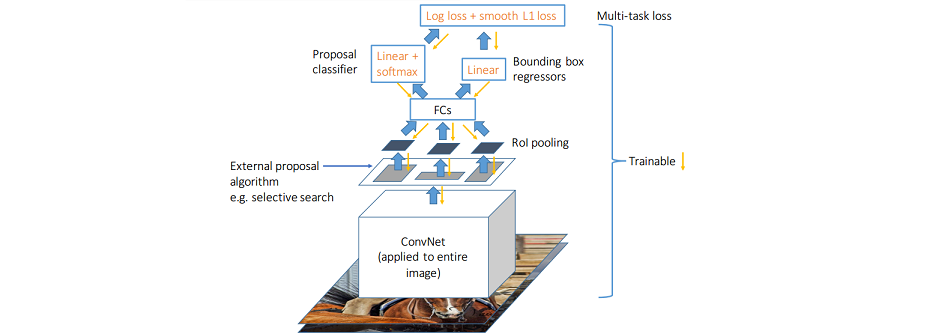 Log loss + smooth L1 loss
Multi-task loss
Proposal
classifier
Linear +
softmax
Linear
Bounding box
regressors
FCs
RoI pooling
External proposal
algorithm
e.g. selective search
Trainable
ConvNet
(applied to entire
image)